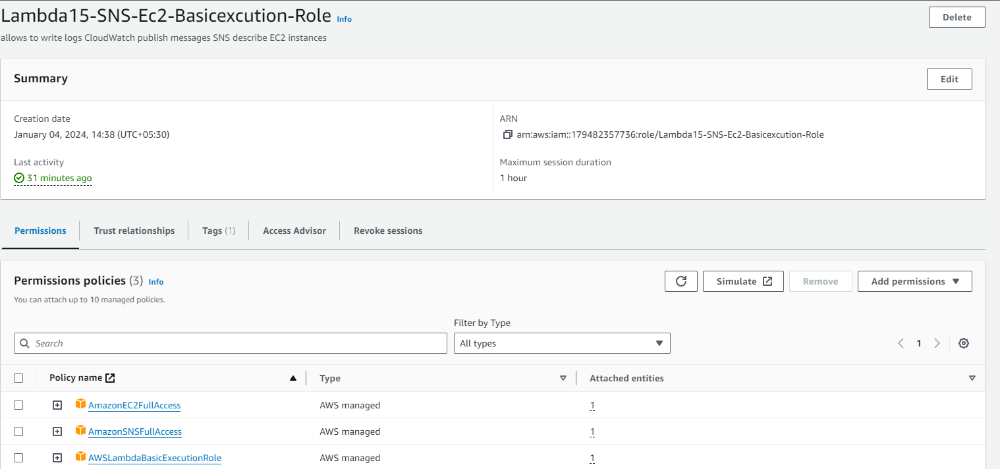 Lambda15-SNS-Ec2-Basicexcution-Role Info
Delete
allows to write logs CloudWatch publish messages SNS describe EC2 instances
Summary
Edit
Creation date
January 04, 2024, 14:38 (UTC+05:30)
ARN
arn:aws:iam::179482357736:role/Lambda15-SNS-Ec2-Basicexcution-Role
Last activity
31 minutes ago
Maximum session duration
1 hour
Permissions
Trust relationships
Tags (1)
Access Advisor
Revoke sessions
Permissions policies (3) Info
You can attach up to 10 managed policies.
Simulate
Remove
Add permissions
Filter by Type
Search
All types
1
Policy name
Type
Attached entities
AmazonEC2FullAccess
AWS managed
1
AmazonSNSFullAccess
AWS managed
1
AWSLambdaBasicExecutionRole
AWS managed
1